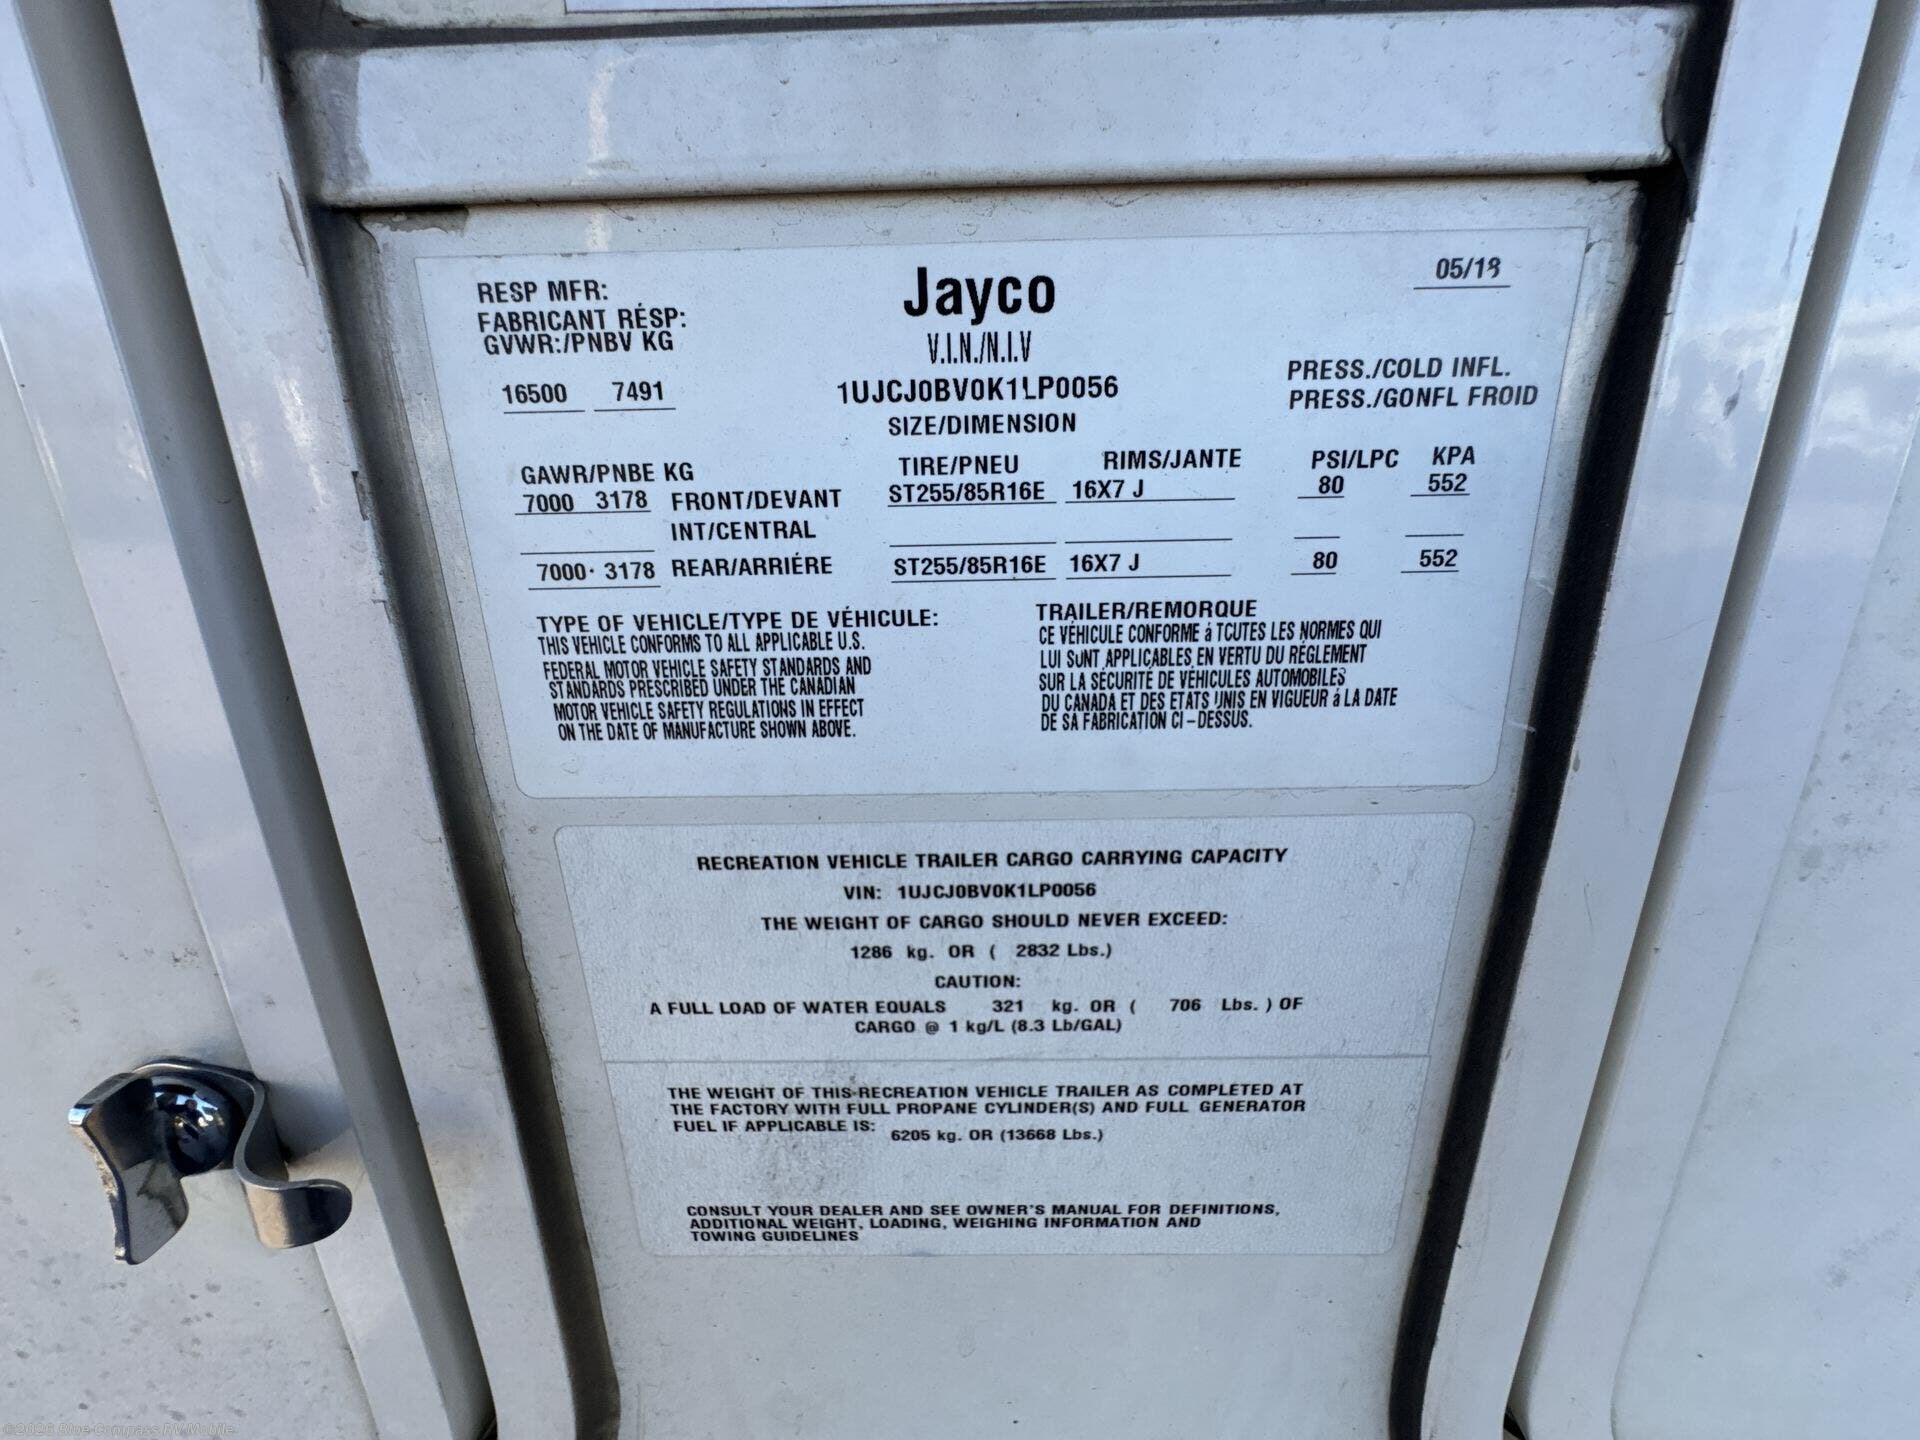 05/18
RESP MFR:
Jayco
FABRICANT RÉSP:
GVWR:/PNBV KG
V.I.N./N.I.V
16500 7491
1UJCJ0BV0K1LP0056
PRESS./COLD INFL.
PRESS./GONFL FROID
SIZE/DIMENSION
GAWR/PNBE KG TIRE/PNEU RIMS/JANTE PSI/LPC KPA
7000 3178 FRONT/DEVANT ST255/85R16E 16X7 J 80 552
INT/CENTRAL
7000 3178 REAR/ARRIÉRE ST255/85R16E 16X7 J 80 552
TYPE OF VEHICLE/TYPE DE VÉHICULE: TRAILER/REMORQUE
THIS VEHICLE CONFORMS TO ALL APPLICABLE U.S.
FEDERAL MOTOR VEHICLE SAFETY STANDARDS AND
STANDARDS PRESCRIBED UNDER THE CANADIAN
MOTOR VEHICLE SAFETY REGULATIONS IN EFFECT
ON THE DATE OF MANUFACTURE SHOWN ABOVE.
CE VÉHICULE CONFORME á TOUTES LES NORMES QUI
LUI SONT APPLICABLES EN VERTU DU RÉGLEMENT
SUR LA SÉCURITÉ DE VÉHICULES AUTOMOBILES
DU CANADA ET DES ETATS UNIS EN VIGUEUR á LA DATE
DE SA FABRICATION CI-DESSUS.
RECREATION VEHICLE TRAILER CARGO CARRYING CAPACITY
VIN: 1UJCJ0BV0K1LP0056
THE WEIGHT OF CARGO SHOULD NEVER EXCEED:
1286 kg. OR ( 2832 Lbs.)
CAUTION:
A FULL LOAD OF WATER EQUALS 321 kg. OR ( 706 Lbs. ) OF
CARGO @ 1 kg/L (8.3 Lb/GAL)
THE WEIGHT OF THIS RECREATION VEHICLE TRAILER AS COMPLETED AT
THE FACTORY WITH FULL PROPANE CYLINDER(S) AND FULL GENERATOR
FUEL IF APPLICABLE IS: 6205 kg. OR (13668 Lbs.)
CONSULT YOUR DEALER AND SEE OWNER'S MANUAL FOR DEFINITIONS,
ADDITIONAL WEIGHT, LOADING, WEIGHING INFORMATION AND
TOWING GUIDELINES
©2026 Blue Compass RV Mobile